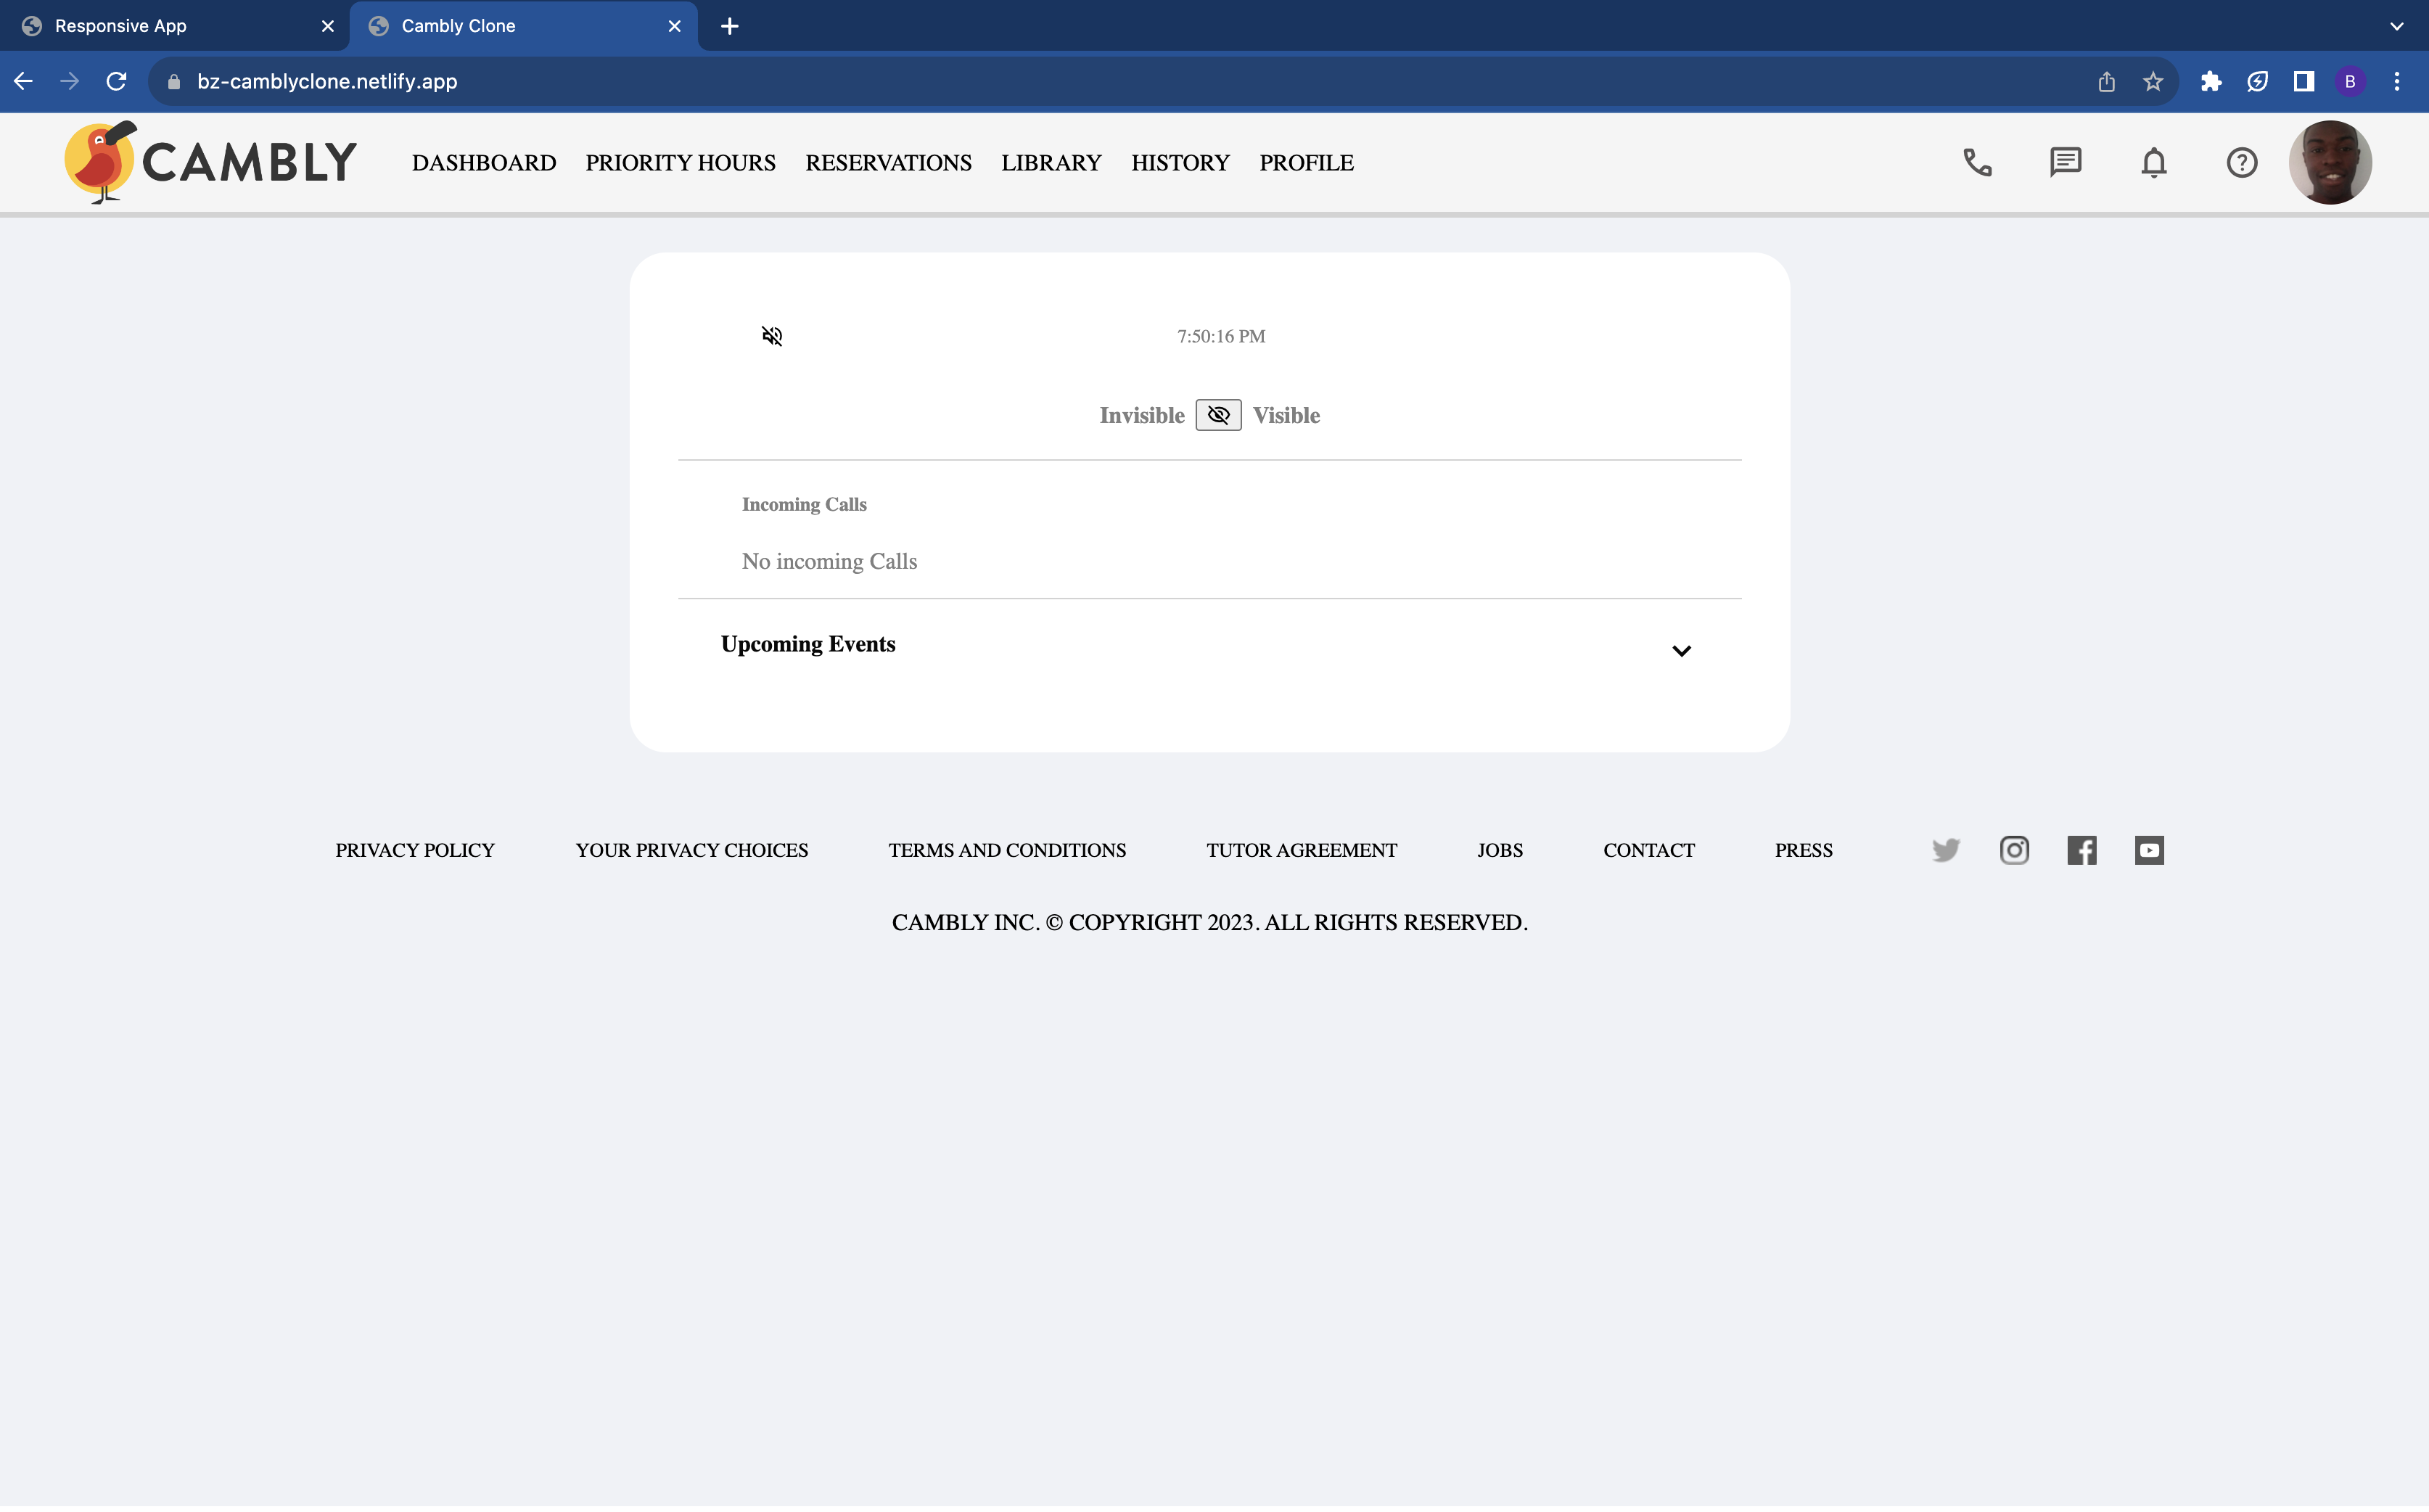 Responsive App
Cambly Clone
bz-camblyclone.netlify.app
B
CAMBLY
DASHBOARD PRIORITY HOURS RESERVATIONS LIBRARY HISTORY PROFILE
7:50:16 PM
Invisible Visible
Incoming Calls
No incoming Calls
Upcoming Events
PRIVACY POLICY YOUR PRIVACY CHOICES TERMS AND CONDITIONS TUTOR AGREEMENT JOBS CONTACT PRESS
CAMBLY INC. © COPYRIGHT 2023. ALL RIGHTS RESERVED.